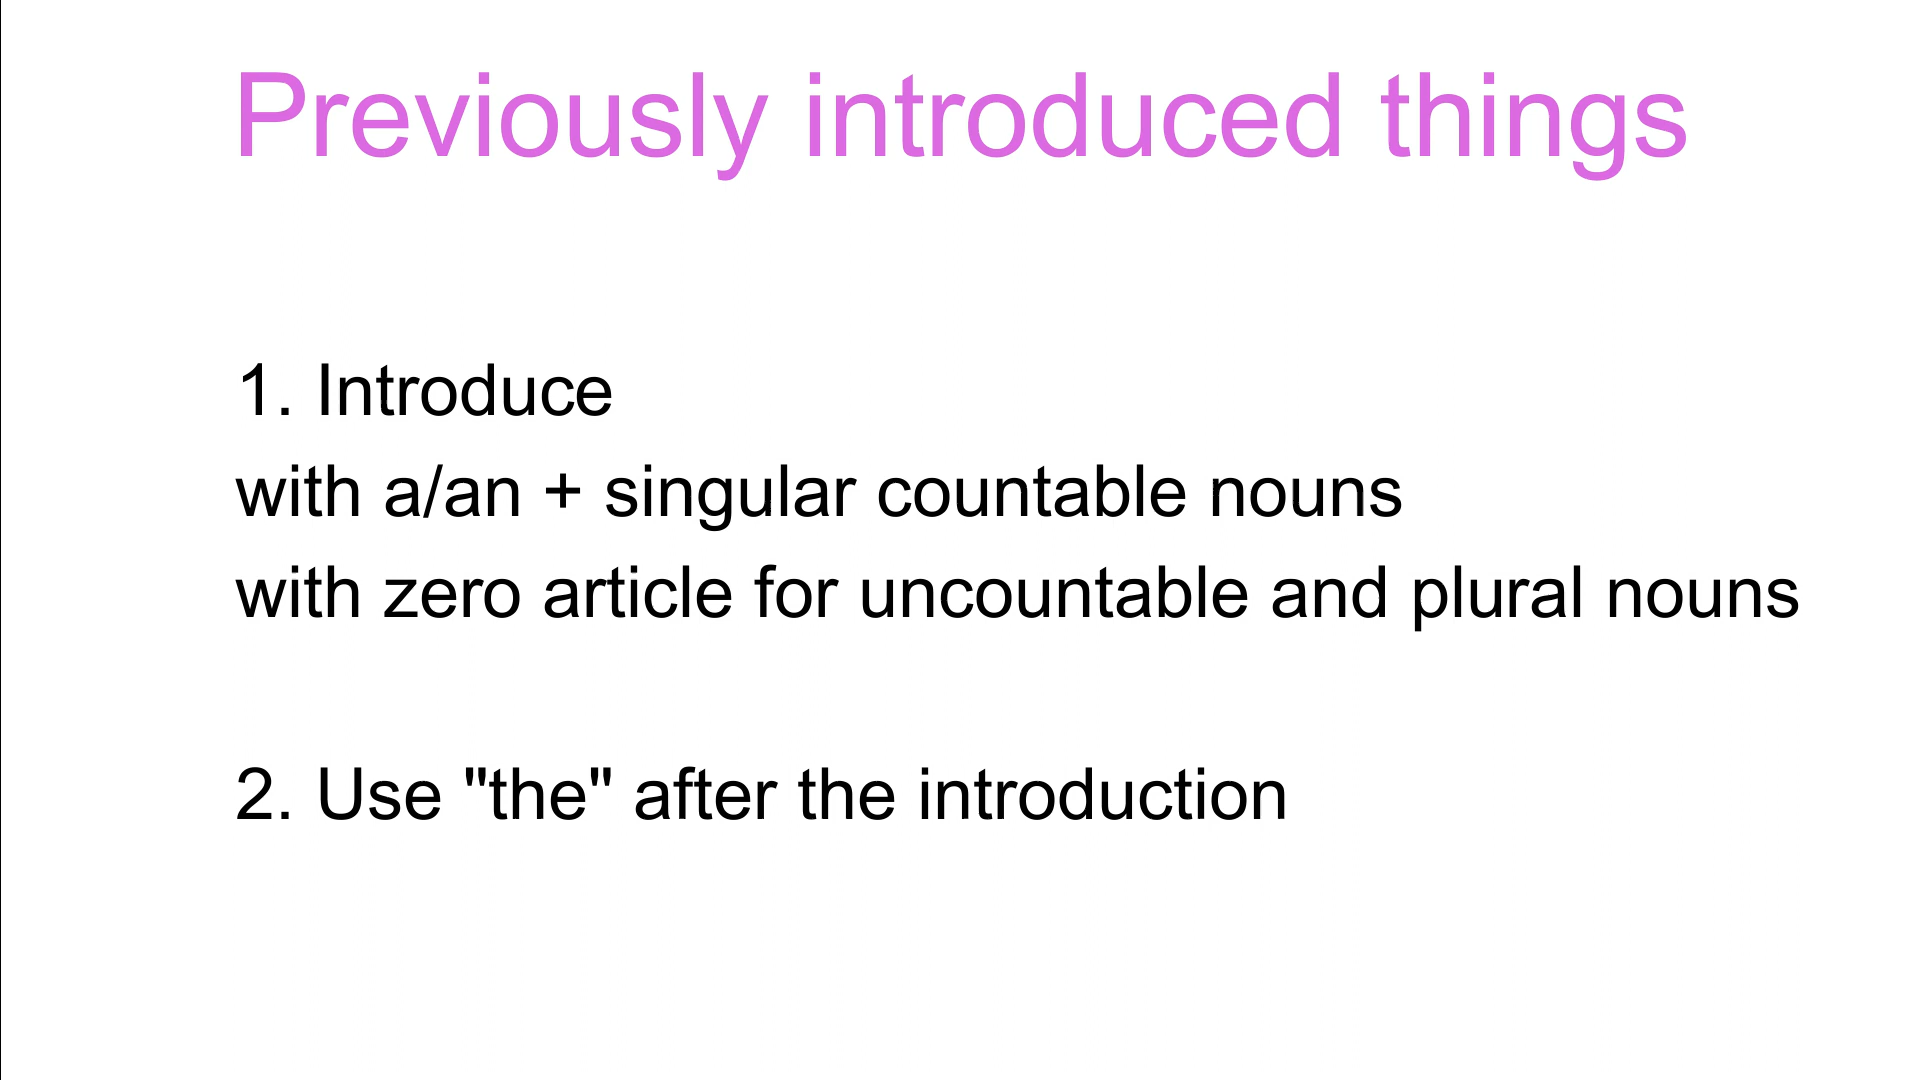 Previously introduced things
1. Introduce
with a/an + singular countable nouns
with zero article for uncountable and plural nouns
2. Use "the" after the introduction